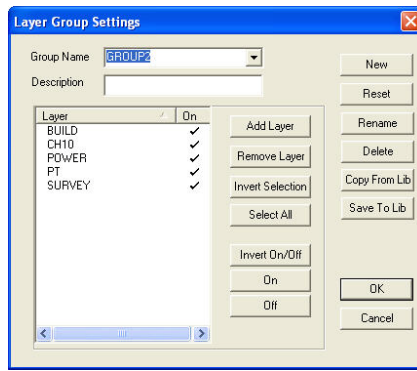 Layer Group Settings
Group Name GROUP2
Description
Layer On
BUILD
CH10
POWER
PT
SURVEY
Add Layer
Remove Layer
Invert Selection
Select All
Invert On/Off
On
Off
New
Reset
Rename
Delete
Copy From Lib
Save To Lib
OK
Cancel